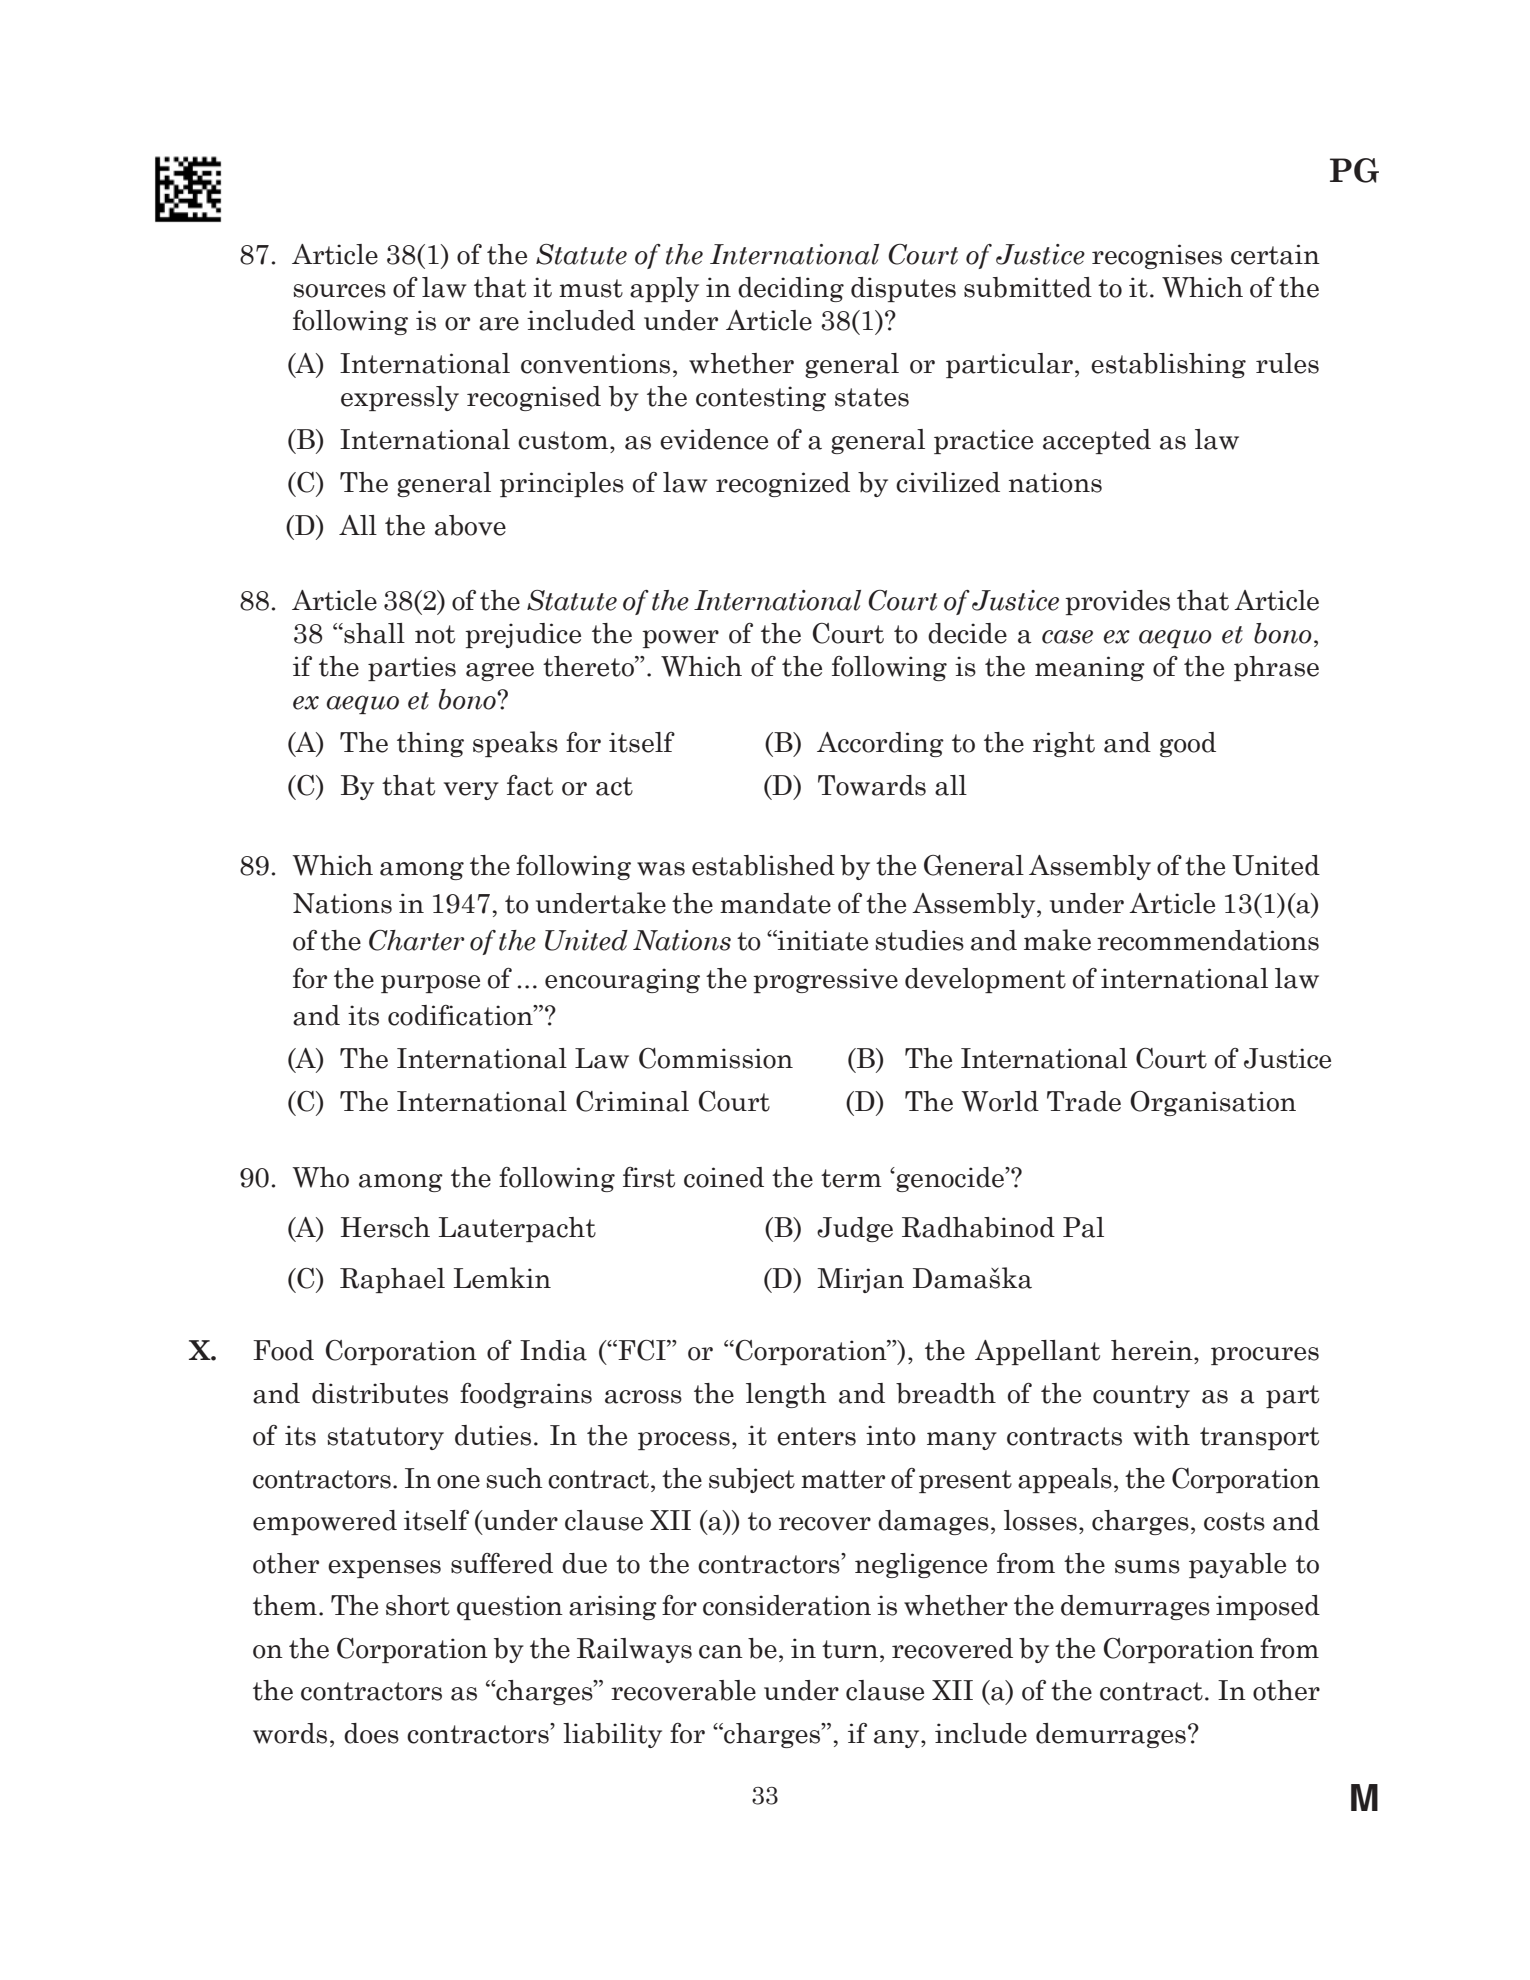 PG
87. Article 38(1) of the Statute of the International Court of Justice recognises certain
sources of law that it must apply in deciding disputes submitted to it. Which of the
following is or are included under Article 38(1)?
(A) International conventions, whether general or particular, establishing rules
expressly recognised by the contesting states
(B) International custom, as evidence of a general practice accepted as law
(C) The general principles of law recognized by civilized nations
(D) All the above
88. Article 38(2) of the Statute of the International Court of Justice provides that Article
38 “shall not prejudice the power of the Court to decide a case ex aequo et bono,
if the parties agree thereto”. Which of the following is the meaning of the phrase
ex aequo et bono?
(A) The thing speaks for itself (B) According to the right and good
(C) By that very fact or act (D) Towards all
89. Which among the following was established by the General Assembly of the United
Nations in 1947, to undertake the mandate of the Assembly, under Article 13(1)(a)
of the Charter of the United Nations to “initiate studies and make recommendations
for the purpose of ... encouraging the progressive development of international law
and its codification”?
(A) The International Law Commission (B) The International Court of Justice
(C) The International Criminal Court (D) The World Trade Organisation
90. Who among the following first coined the term ‘genocide’?
(A) Hersch Lauterpacht (B) Judge Radhabinod Pal
(C) Raphael Lemkin (D) Mirjan Damaška
X. Food Corporation of India (“FCI” or “Corporation”), the Appellant herein, procures
and distributes foodgrains across the length and breadth of the country as a part
of its statutory duties. In the process, it enters into many contracts with transport
contractors. In one such contract, the subject matter of present appeals, the Corporation
empowered itself (under clause XII (a)) to recover damages, losses, charges, costs and
other expenses suffered due to the contractors’ negligence from the sums payable to
them. The short question arising for consideration is whether the demurrages imposed
on the Corporation by the Railways can be, in turn, recovered by the Corporation from
the contractors as “charges” recoverable under clause XII (a) of the contract. In other
words, does contractors’ liability for “charges”, if any, include demurrages?
33
M